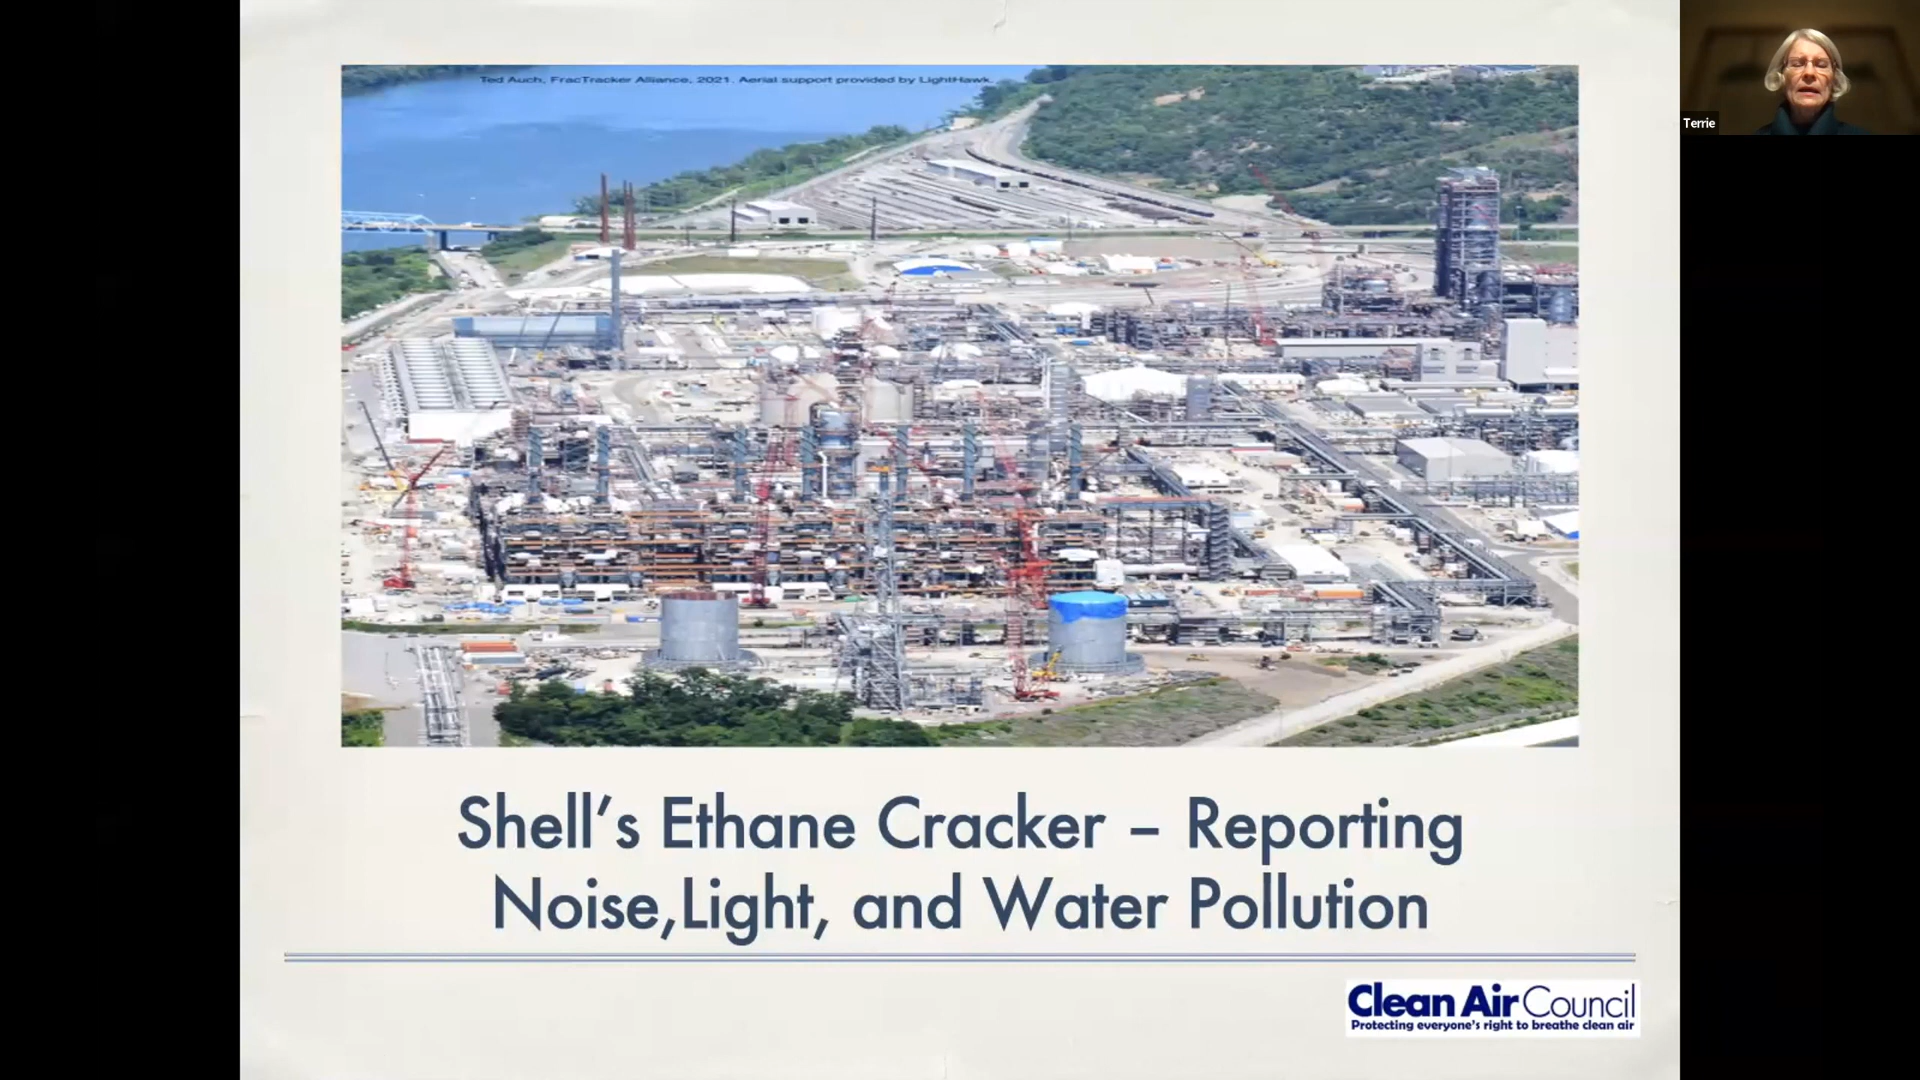 Ted Auch, FracTracker Alliance, 2021. Aerial support provided by LightHawk.
Terrie
Shell’s Ethane Cracker – Reporting
Noise,Light, and Water Pollution
Clean Air Council
Protecting everyone's right to breathe clean air